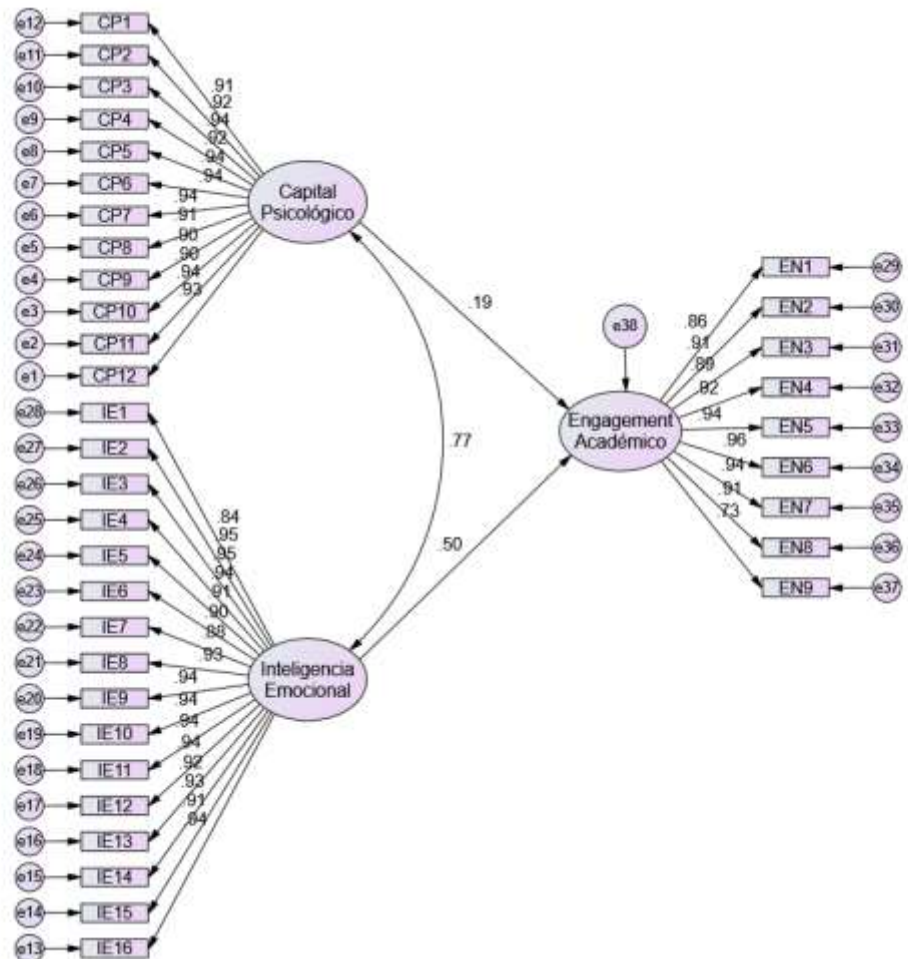 e12 CP1
e11 CP2
e10 CP3
e9 CP4
e8 CP5
e7 CP6
e6 CP7
e5 CP8
e4 CP9
e3 CP10
e2 CP11
e1 CP12
.91
.92
.94
.92
.94
.94
.94
.91
.90
.90
.94
.93
Capital
Psicológico
e28 IE1
e27 IE2
e26 IE3
e25 IE4
e24 IE5
e23 IE6
e22 IE7
e21 IE8
e20 IE9
e19 IE10
e18 IE11
e17 IE12
e16 IE13
e15 IE14
e14 IE15
e13 IE16
.84
.95
.95
.94
.91
.90
.88
.93
.94
.94
.94
.94
.92
.93
.91
.94
Inteligencia
Emocional
.19
.77
.50
e38
Engagement
Académico
.86
.91
.89
.92
.94
.96
.94
.91
.73
EN1 e29
EN2 e30
EN3 e31
EN4 e32
EN5 e33
EN6 e34
EN7 e35
EN8 e36
EN9 e37